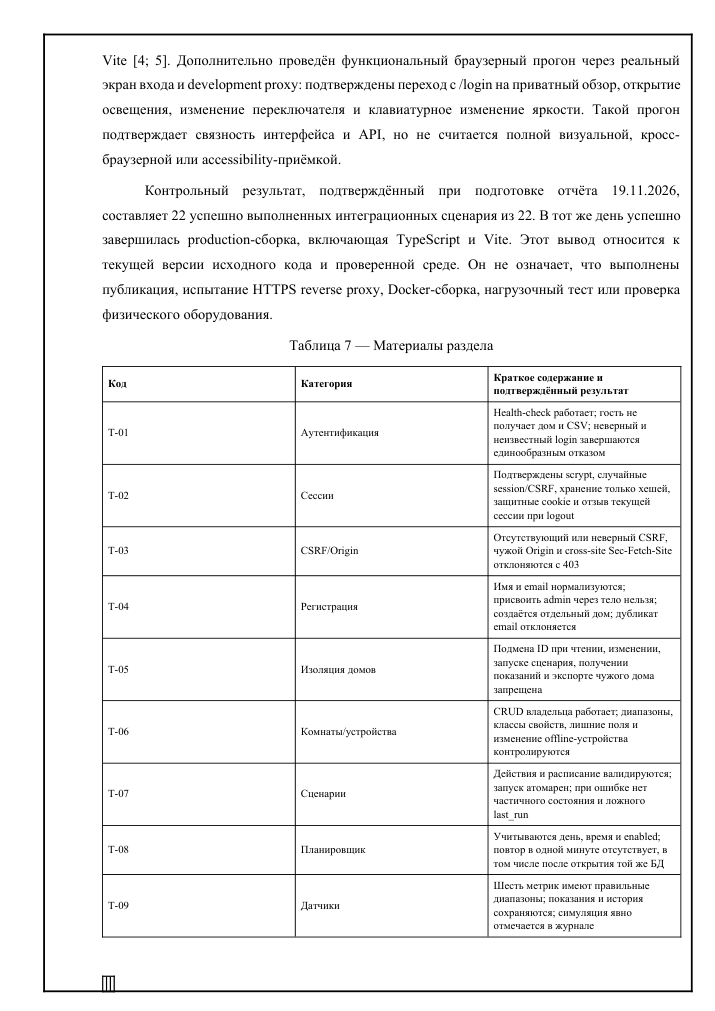 Vite [4; 5]. Дополнительно проведён функциональный браузерный прогон через реальный
экран входа и development proxy: подтверждены переход с /login на приватный обзор, открытие
освещения, изменение переключателя и клавиатурное изменение яркости. Такой прогон
подтверждает связность интерфейса и API, но не считается полной визуальной, кросс-
браузерной или accessibility-приёмкой.
Контрольный результат, подтверждённый при подготовке отчёта 19.11.2026,
составляет 22 успешно выполненных интеграционных сценария из 22. В тот же день успешно
завершилась production-сборка, включающая TypeScript и Vite. Этот вывод относится к
текущей версии исходного кода и проверенной среде. Он не означает, что выполнены
публикация, испытание HTTPS reverse proxy, Docker-сборка, нагрузочный тест или проверка
физического оборудования.
Таблица 7 — Материалы раздела
Код
Категория
Краткое содержание и
подтверждённый результат
T-01
Аутентификация
Health-check работает; гость не
получает дом и CSV; неверный и
неизвестный login завершаются
единообразным отказом
T-02
Сессии
Подтверждены scrypt, случайные
session/CSRF, хранение только хешей,
защитные cookie и отзыв текущей
сессии при logout
T-03
CSRF/Origin
Отсутствующий или неверный CSRF,
чужой Origin и cross-site Sec-Fetch-Site
отклоняются с 403
T-04
Регистрация
Имя и email нормализуются;
присвоить admin через тело нельзя;
создаётся отдельный дом; дубликат
email отклоняется
T-05
Изоляция домов
Подмена ID при чтении, изменении,
запуске сценария, получении
показаний и экспорте чужого дома
запрещена
T-06
Комнаты/устройства
CRUD владельца работает; диапазоны,
классы свойств, лишние поля и
изменение offline-устройства
контролируются
T-07
Сценарии
Действия и расписание валидируются;
запуск атомарен; при ошибке нет
частичного состояния и ложного
last_run
T-08
Планировщик
Учитываются день, время и enabled;
повтор в одной минуте отсутствует, в
том числе после открытия той же БД
T-09
Датчики
Шесть метрик имеют правильные
диапазоны; показания и история
сохраняются; симуляция явно
отмечается в журнале